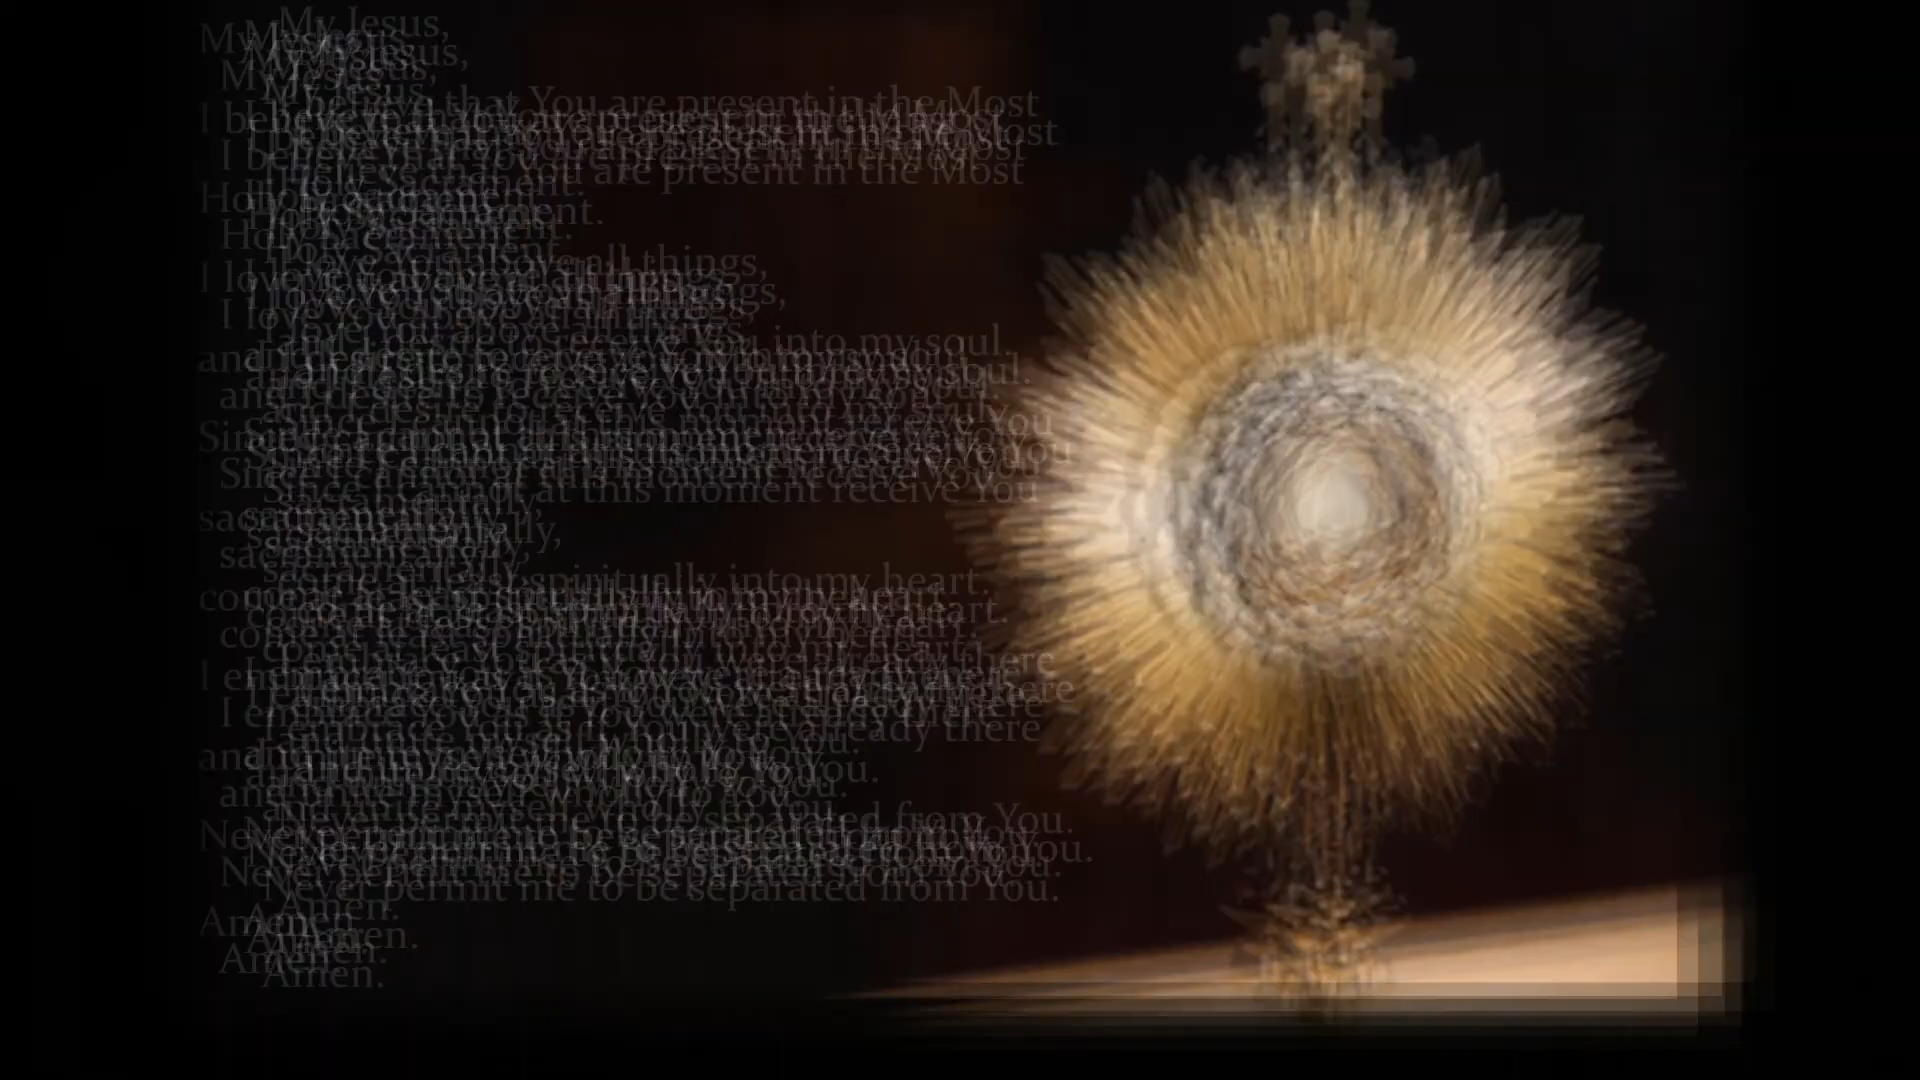 My Jesus,
I believe that You are present in the Most
Holy Sacrament.
I love You above all things,
and I desire to receive You into my soul.
Since I cannot at this moment receive You
sacramentally,
come at least spiritually into my heart.
I embrace You as if You were already there
and unite myself wholly to You.
Never permit me to be separated from You.
Amen.